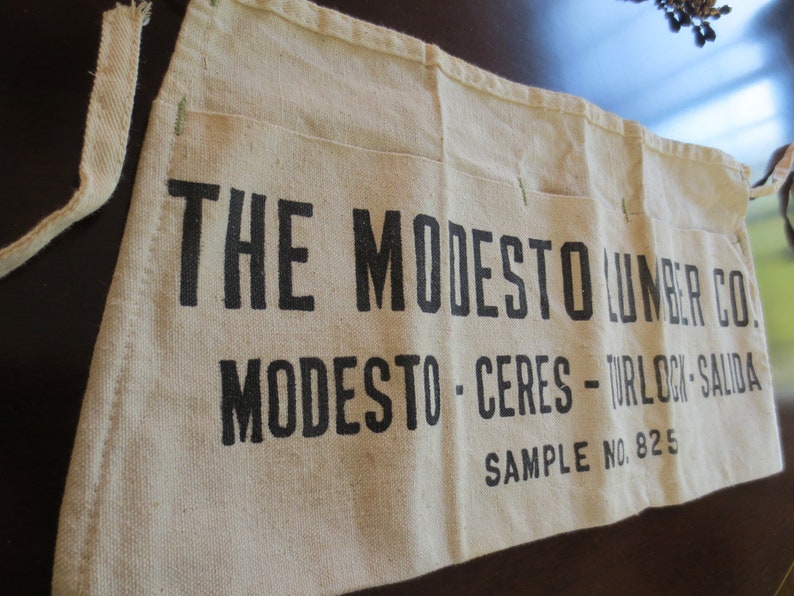 THE MODESTO LUMBER CO.
MODESTO - CERES - TURLOCK - SALIDA
SAMPLE NO. 825